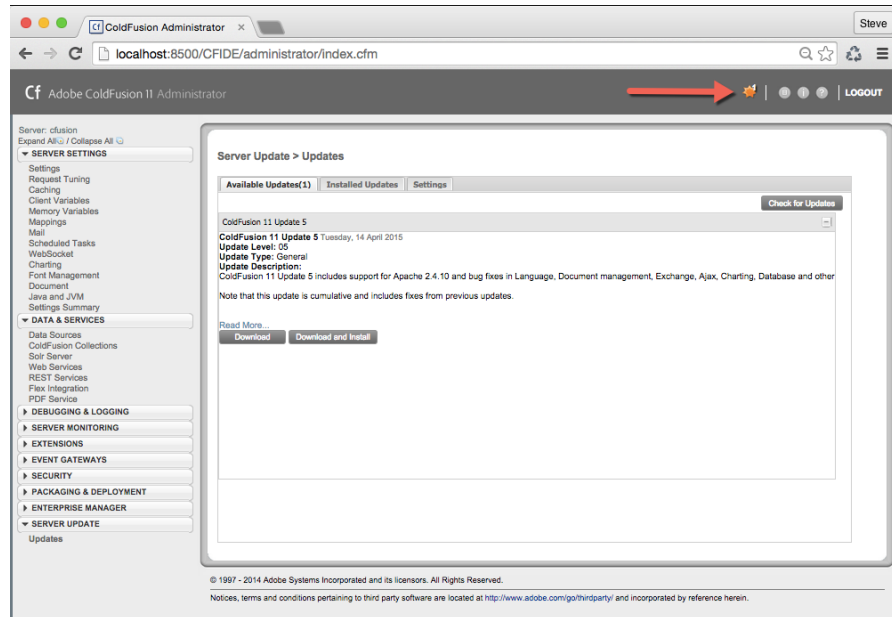 Cf ColdFusion Administrator ×
Steve
localhost:8500/CFIDE/administrator/index.cfm
Cf Adobe ColdFusion 11 Administrator
LOGOUT
Server: cfusion
Expand All / Collapse All
SERVER SETTINGS
Settings
Request Tuning
Caching
Client Variables
Memory Variables
Mappings
Mail
Scheduled Tasks
WebSocket
Charting
Font Management
Document
Java and JVM
Settings Summary
DATA & SERVICES
Data Sources
ColdFusion Collections
Solr Server
Web Services
REST Services
Flex Integration
PDF Service
DEBUGGING & LOGGING
SERVER MONITORING
EXTENSIONS
EVENT GATEWAYS
SECURITY
PACKAGING & DEPLOYMENT
ENTERPRISE MANAGER
SERVER UPDATE
Updates
Server Update > Updates
Available Updates(1) Installed Updates Settings
Check for Updates
ColdFusion 11 Update 5
ColdFusion 11 Update 5 Tuesday, 14 April 2015
Update Level: 05
Update Type: General
Update Description:
ColdFusion 11 Update 5 includes support for Apache 2.4.10 and bug fixes in Language, Document management, Exchange, Ajax, Charting, Database and other
Note that this update is cumulative and includes fixes from previous updates.
Read More...
Download Download and Install
© 1997 - 2014 Adobe Systems Incorporated and its licensors. All Rights Reserved.
Notices, terms and conditions pertaining to third party software are located at http://www.adobe.com/go/thirdparty/ and incorporated by reference herein.